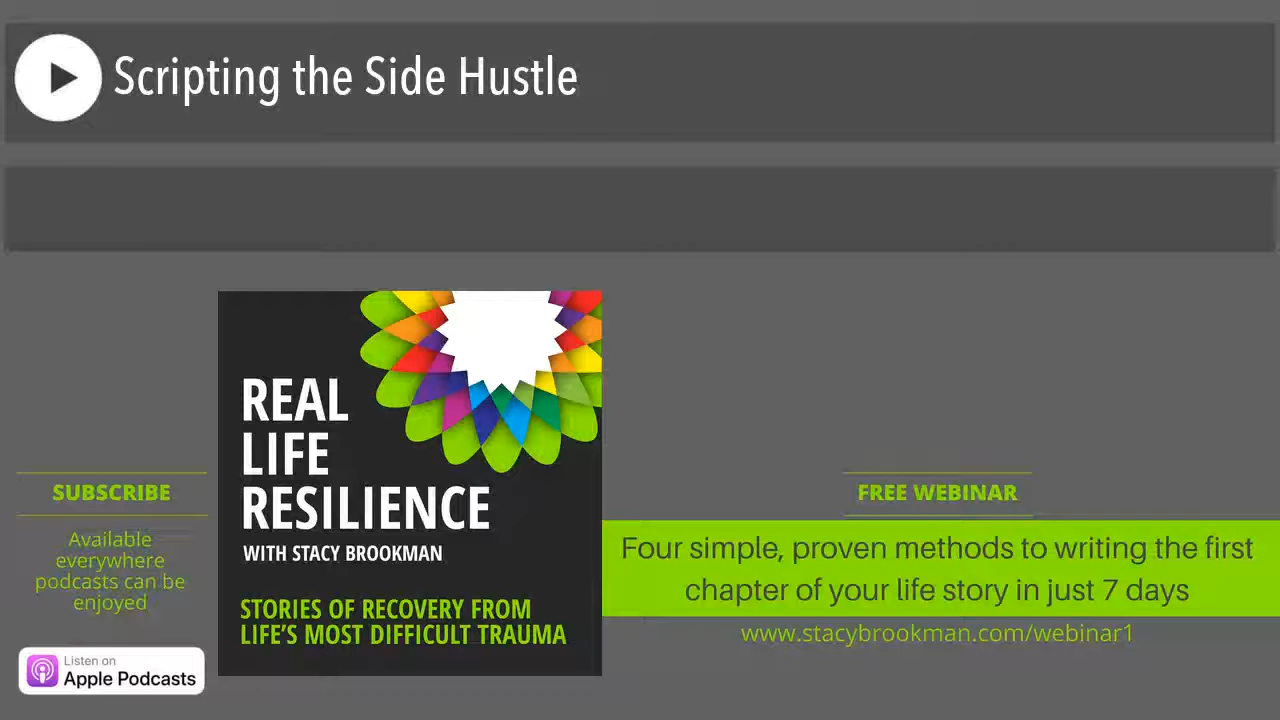 Scripting the Side Hustle
REAL
LIFE
RESILIENCE
WITH STACY BROOKMAN
STORIES OF RECOVERY FROM
LIFE'S MOST DIFFICULT TRAUMA
SUBSCRIBE
Available
everywhere
podcasts can be
enjoyed
Listen on
Apple Podcasts
FREE WEBINAR
Four simple, proven methods to writing the first
chapter of your life story in just 7 days
www.stacybrookman.com/webinar1